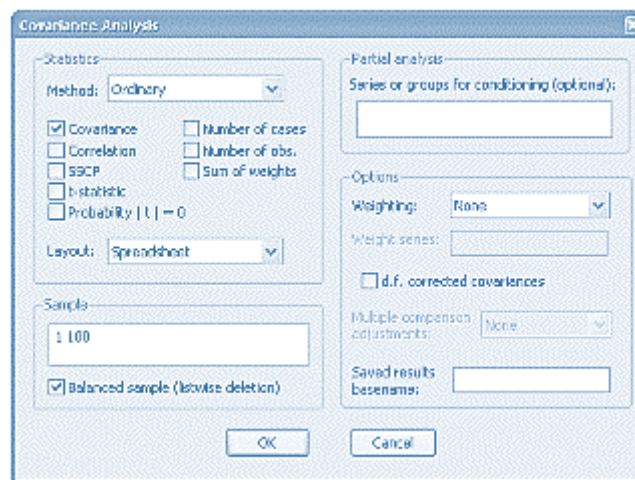 Covariance Analysis
Statistics
Method: Ordinary
Covariance
Correlation
SSCP
t-statistic
Probability | t | = 0
Number of cases
Number of obs.
Sum of weights
Layout: Spreadsheet
Sample
1 100
Balanced sample (listwise deletion)
Partial analysis
Series or groups for conditioning (optional):
Options
Weighting: None
Weight series:
d.f. corrected covariances
Multiple comparison
adjustments: None
Saved results
basename:
OK
Cancel